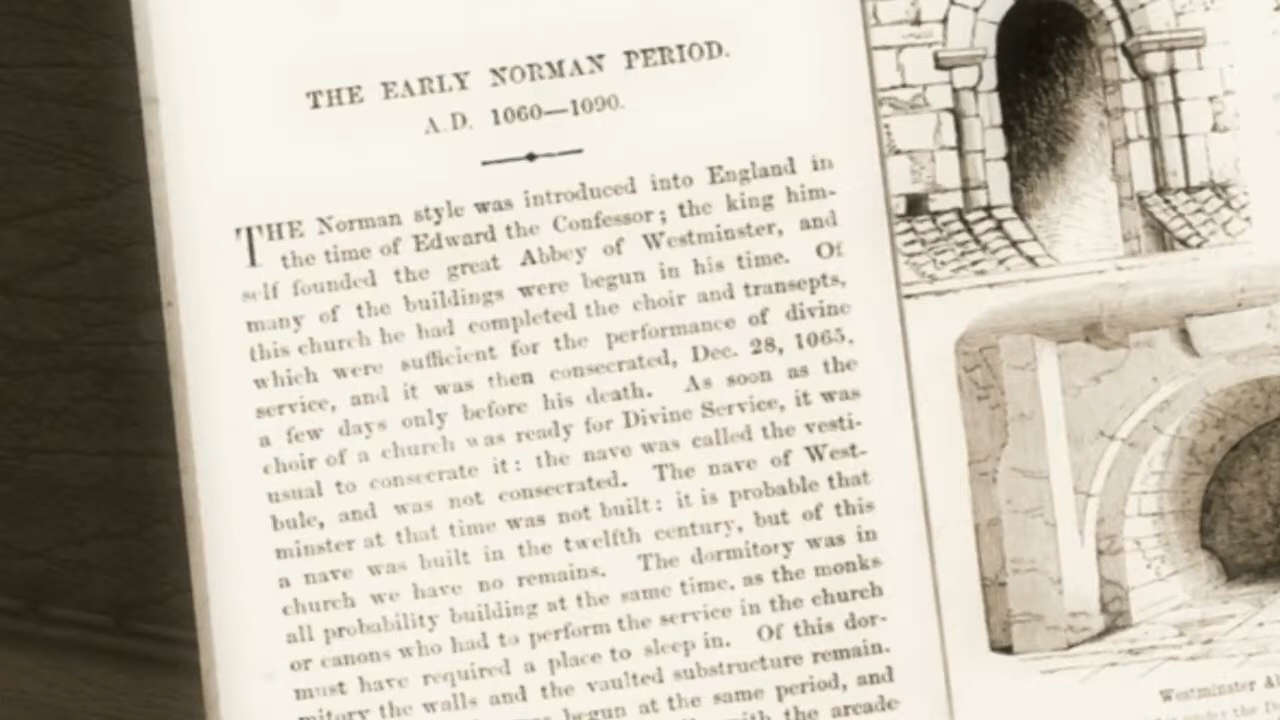 THE EARLY NORMAN PERIOD.
A.D. 1060—1090.
THE Norman style was introduced into England in
the time of Edward the Confessor; the king him-
self founded the great Abbey of Westminster, and
many of the buildings were begun in his time. Of
this church he had completed the choir and transepts,
which were sufficient for the performance of divine
service, and it was then consecrated, Dec. 28, 1065,
a few days only before his death. As soon as the
choir of a church was ready for Divine Service, it was
usual to consecrate it: the nave was called the vesti-
bule, and was not consecrated. The nave of West-
minster at that time was not built: it is probable that
a nave was built in the twelfth century, but of this
church we have no remains. The dormitory was in
all probability building at the same time, as the monks
or canons who had to perform the service in the church
must have required a place to sleep in. Of this dor-
mitory the walls and the vaulted substructure remain.
begun at the same period, and
with the arcade
Westminster
under the